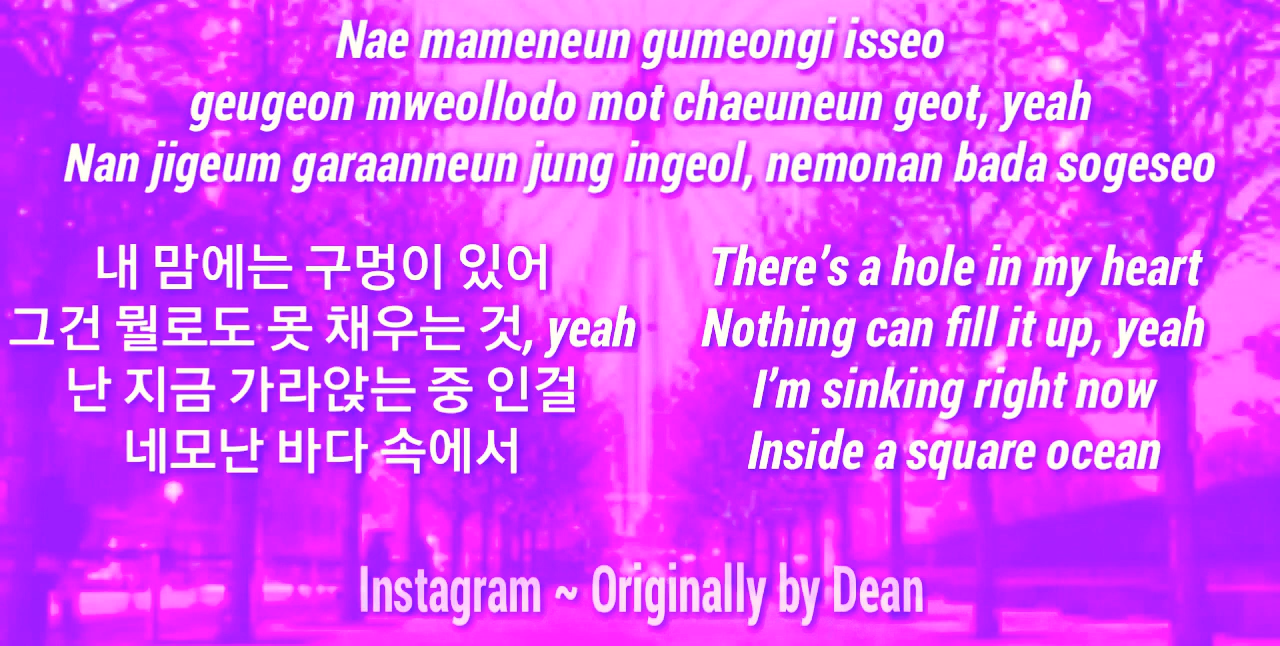 Nae mameneun gumeongi isseo
geugeon mweollodo mot chaeuneun geot, yeah
Nan jigeum garaanneun jung ingeol, nemonan bada sogeseo
내 맘에는 구멍이 있어
그건 뭘로도 못 채우는 것, yeah
난 지금 가라앉는 중 인걸
네모난 바다 속에서
There's a hole in my heart
Nothing can fill it up, yeah
I'm sinking right now
Inside a square ocean
Instagram ~ Originally by Dean